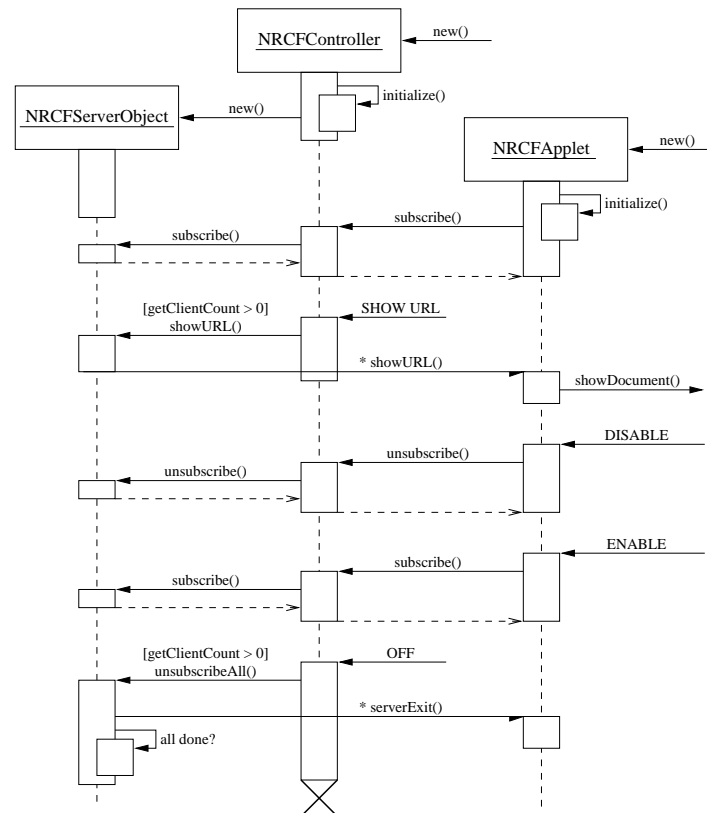 NRCFController
new()
initialize()
NRCFServerObject
new()
NRCFApplet
new()
initialize()
subscribe()
subscribe()
[getClientCount > 0]
showURL()
SHOW URL
* showURL()
showDocument()
DISABLE
unsubscribe()
unsubscribe()
ENABLE
subscribe()
subscribe()
[getClientCount > 0]
unsubscribeAll()
OFF
* serverExit()
all done?